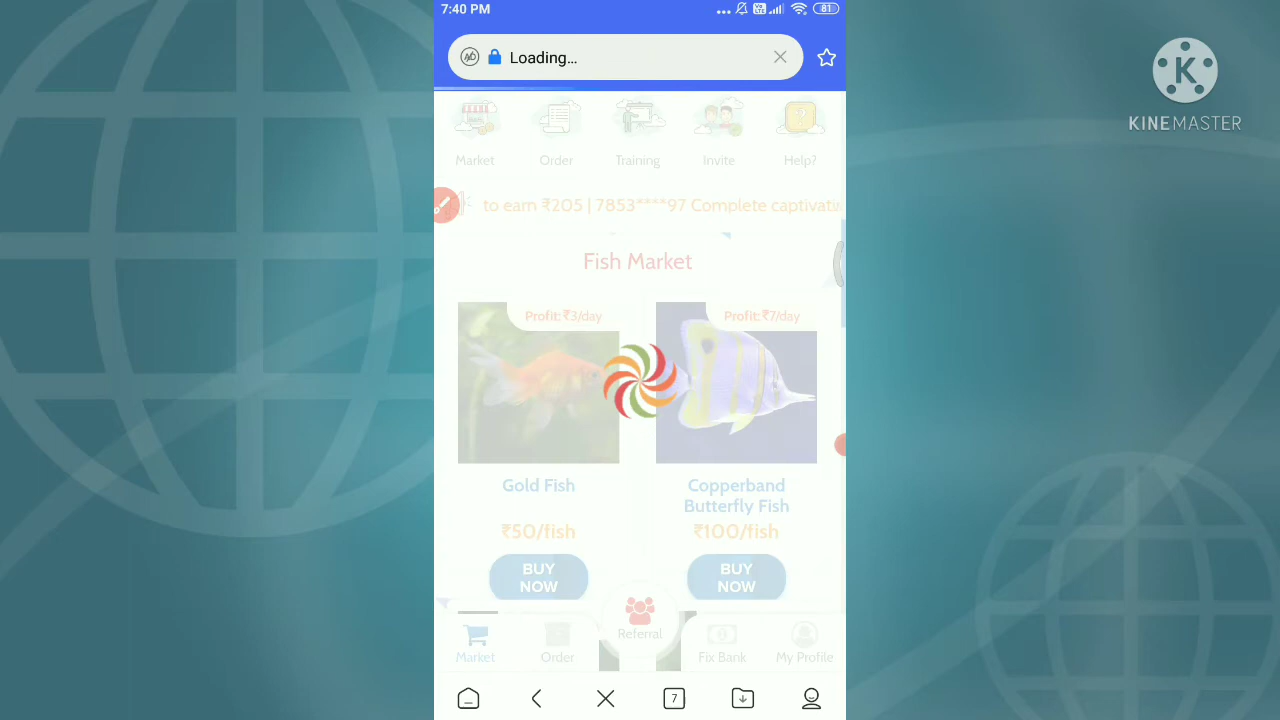 7:40 PM
81
Loading...
KINEMASTER
Market Order Training Invite Help?
to earn ₹205 | 7853****97 Complete captivatu
Fish Market
Profit: ₹3/day
Profit: ₹7/day
Gold Fish
Copperband
Butterfly Fish
₹50/fish
₹100/fish
BUY
NOW
BUY
NOW
Referral
Market Order Fix Bank My Profile
7